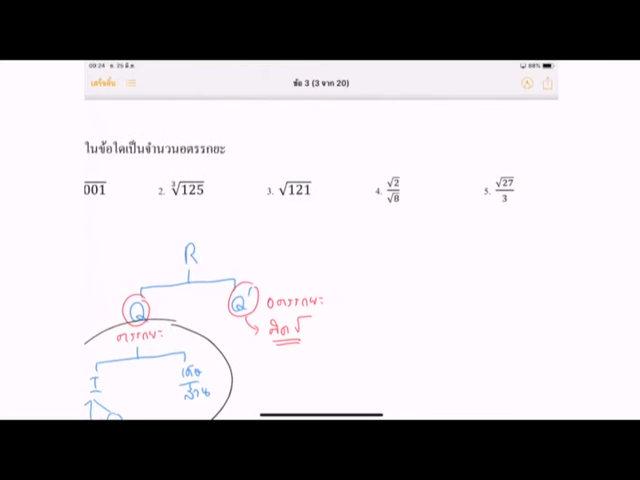 09:24 อ. 25 มี.ค.
88%
เสร็จสิ้น
ข้อ 3 (3 จาก 20)
ในข้อใดเป็นจำนวนอตรรกยะ
001
2. ∛125
3. √121
4. √2/√8
5. √27/3
R
Q
Q' อตรรกยะ
ติด √
ตรรกยะ
I
เศษ
ส่วน